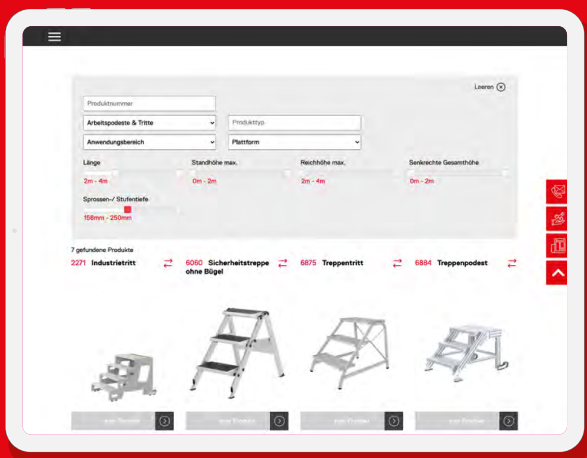 Leeren
Produktnummer
Arbeitspodeste & Tritte
Produkttyp
Anwendungsbereich
Plattform
Länge
Standhöhe max.
Reichhöhe max.
Senkrechte Gesamthöhe
2m - 4m
0m - 2m
2m - 4m
0m - 2m
Sprossen-/ Stufentiefe
158mm - 250mm
7 gefundene Produkte
2271 Industrietritt
6060 Sicherheitstreppe
ohne Bügel
6875 Treppentritt
6884 Treppenpodest